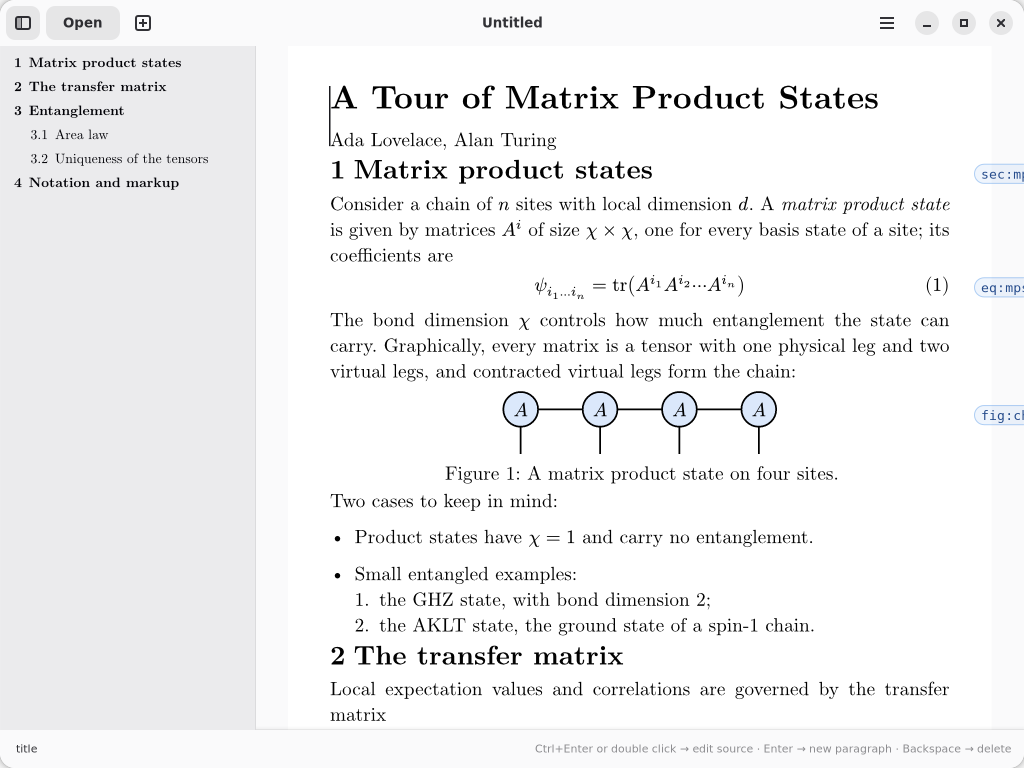 Open
Untitled
1 Matrix product states
2 The transfer matrix
3 Entanglement
3.1 Area law
3.2 Uniqueness of the tensors
4 Notation and markup
A Tour of Matrix Product States
Ada Lovelace, Alan Turing
1 Matrix product states
sec:mp
Consider a chain of n sites with local dimension d. A matrix product state
is given by matrices Aⁱ of size χ × χ, one for every basis state of a site; its
coefficients are
ψ_{i₁…iₙ} = tr(A^{i₁} A^{i₂} ⋯ A^{iₙ}) (1)
eq:mps
The bond dimension χ controls how much entanglement the state can
carry. Graphically, every matrix is a tensor with one physical leg and two
virtual legs, and contracted virtual legs form the chain:
A A A A
fig:ch
Figure 1: A matrix product state on four sites.
Two cases to keep in mind:
• Product states have χ = 1 and carry no entanglement.
• Small entangled examples:
1. the GHZ state, with bond dimension 2;
2. the AKLT state, the ground state of a spin-1 chain.
2 The transfer matrix
Local expectation values and correlations are governed by the transfer
matrix
title
Ctrl+Enter or double click → edit source · Enter → new paragraph · Backspace → delete